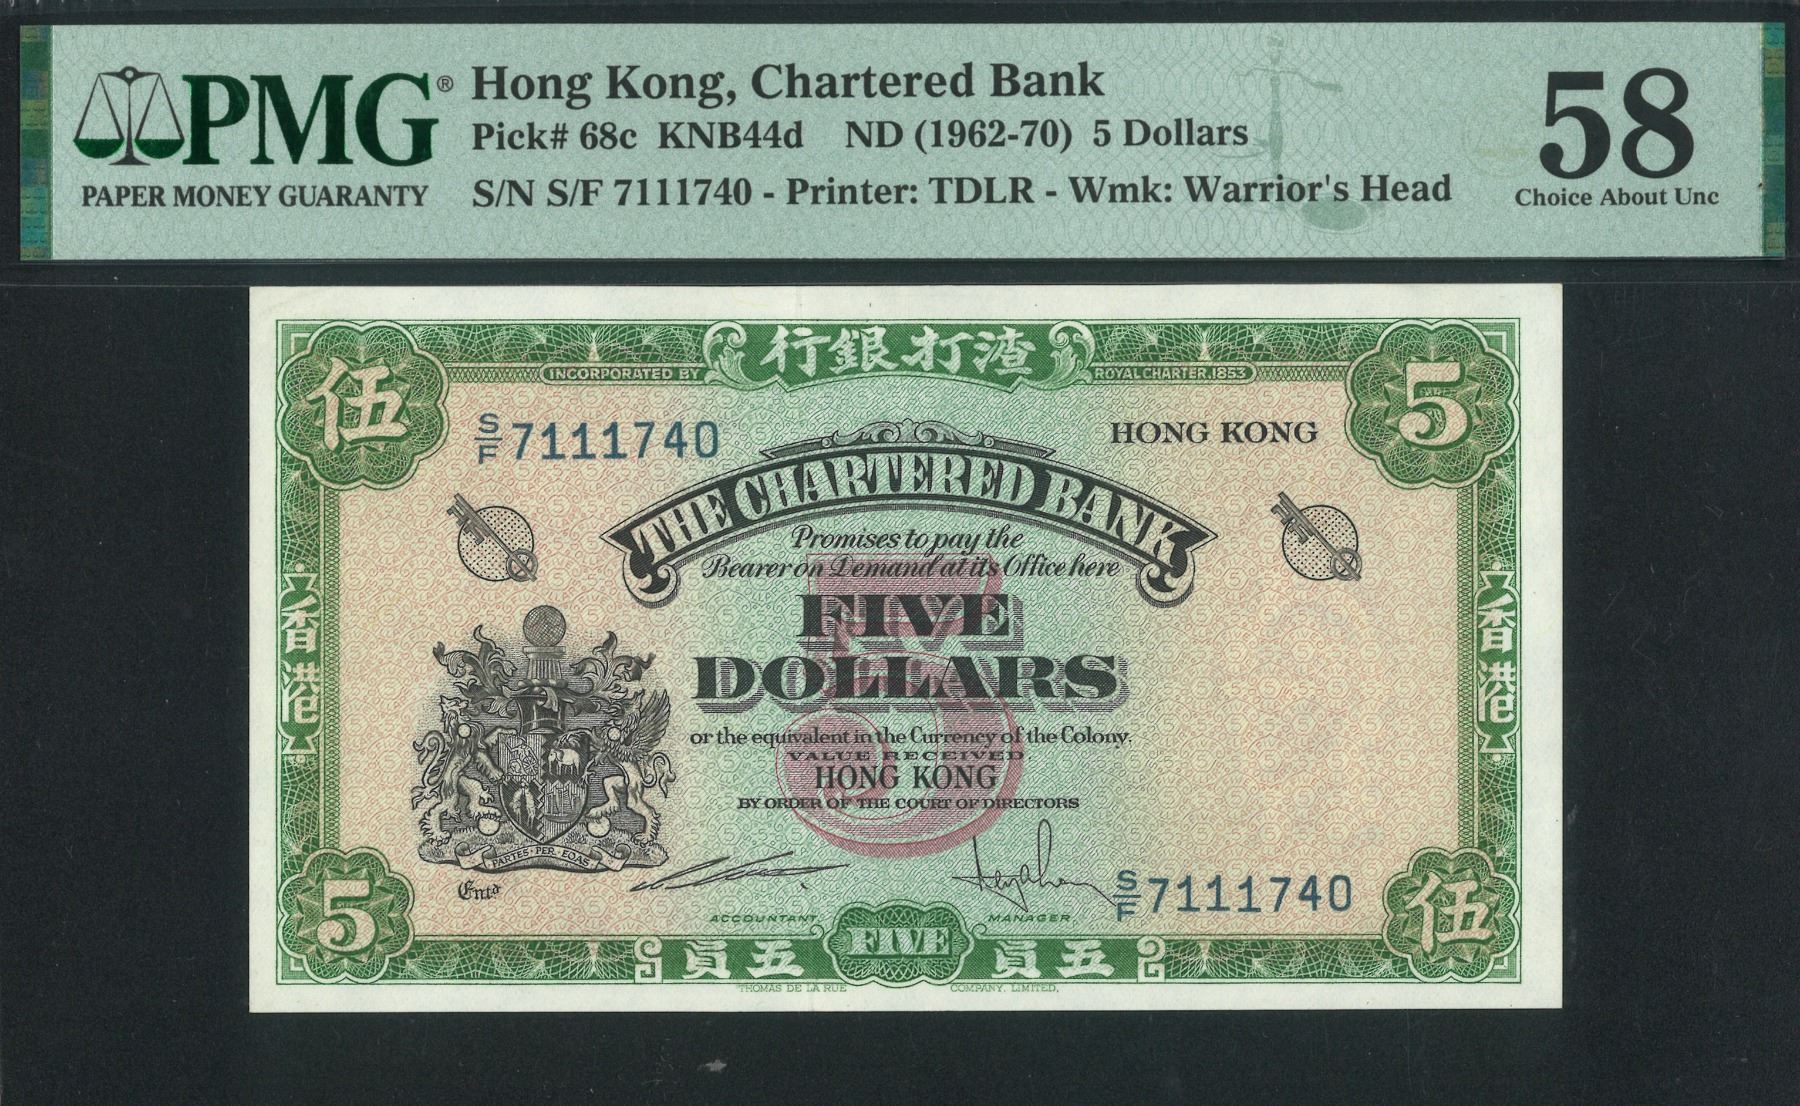 PMG®
PAPER MONEY GUARANTY
Hong Kong, Chartered Bank
Pick# 68c KNB44d ND (1962-70) 5 Dollars
S/N S/F 7111740 - Printer: TDLR - Wmk: Warrior's Head
58
Choice About Unc
行銀打渣
INCORPORATED BY
ROYAL CHARTER.1853
伍
5
S/F 7111740
HONG KONG
THE CHARTERED BANK
Promises to pay the
Bearer on Demand at its Office here
FIVE
DOLLARS
5
or the equivalent in the Currency of the Colony.
VALUE RECEIVED
HONG KONG
BY ORDER OF THE COURT OF DIRECTORS
香港
香港
PARTES·PER·EOAS
Entd
ACCOUNTANT.
MANAGER.
S/F 7111740
5
伍
員五
FIVE
員五
THOMAS DE LA RUE
COMPANY, LIMITED.